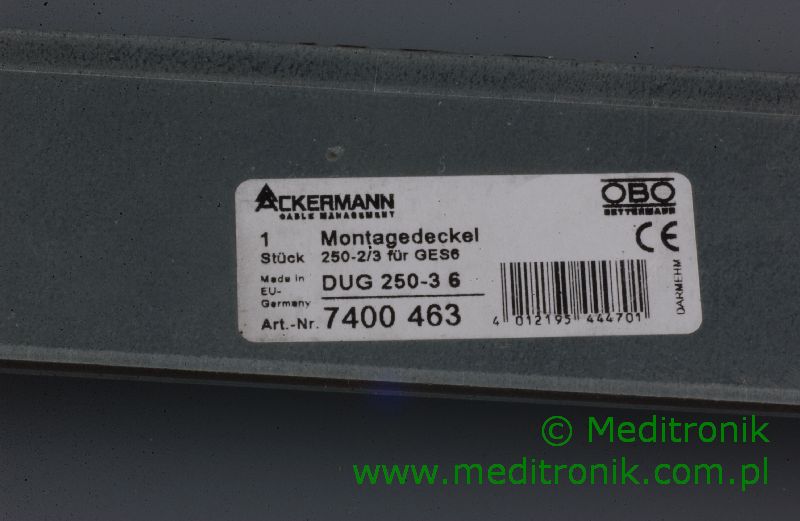 ACKERMANN
CABLE MANAGEMENT
OBO
BETTERMANN
1 Montagedeckel
Stück 250-2/3 für GES6
Made in
EU-
Germany
DUG 250-3 6
Art.-Nr. 7400 463
CE
4 012195 444701
DARMEHM
© Meditronik
www.meditronik.com.pl